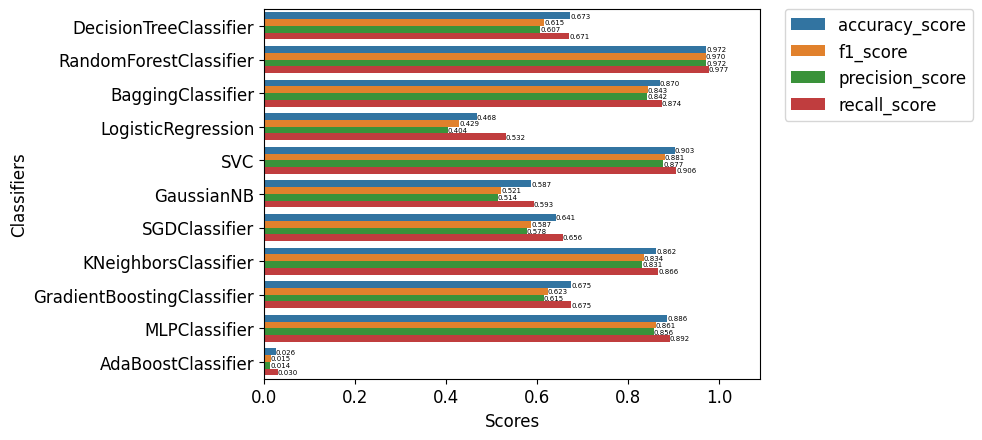 DecisionTreeClassifier
0.673
0.615
0.607
0.671
RandomForestClassifier
0.972
0.970
0.972
0.977
BaggingClassifier
0.870
0.843
0.842
0.874
LogisticRegression
0.468
0.429
0.404
0.532
SVC
0.903
0.881
0.877
0.906
GaussianNB
0.587
0.521
0.514
0.593
SGDClassifier
0.641
0.587
0.578
0.656
KNeighborsClassifier
0.862
0.834
0.831
0.866
GradientBoostingClassifier
0.675
0.623
0.615
0.675
MLPClassifier
0.886
0.861
0.856
0.892
AdaBoostClassifier
0.026
0.015
0.014
0.030
Classifiers
0.0 0.2 0.4 0.6 0.8 1.0
Scores
accuracy_score
f1_score
precision_score
recall_score